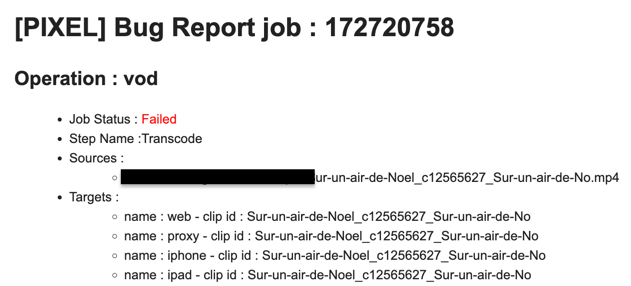 [PIXEL] Bug Report job : 172720758
Operation : vod
Job Status : Failed
Step Name :Transcode
Sources :
ur-un-air-de-Noel_c12565627_Sur-un-air-de-No.mp4
Targets :
name : web - clip id : Sur-un-air-de-Noel_c12565627_Sur-un-air-de-No
name : proxy - clip id : Sur-un-air-de-Noel_c12565627_Sur-un-air-de-No
name : iphone - clip id : Sur-un-air-de-Noel_c12565627_Sur-un-air-de-No
name : ipad - clip id : Sur-un-air-de-Noel_c12565627_Sur-un-air-de-No